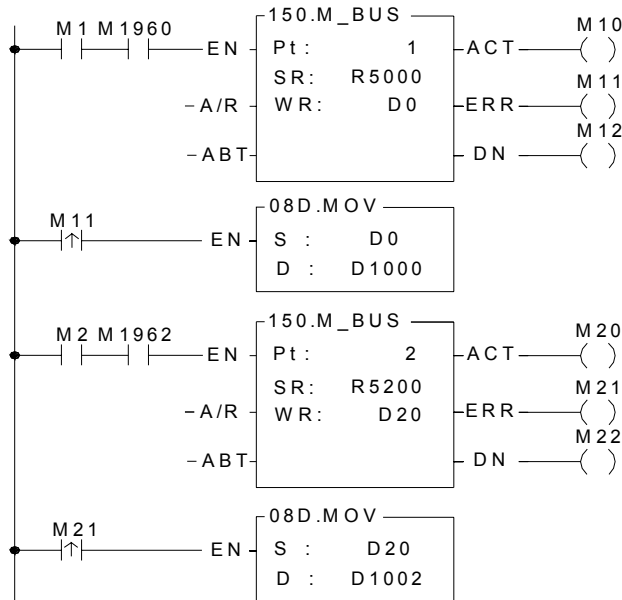 150.M_BUS
M1 M1960 EN Pt: 1 ACT M10
SR: R5000
A/R WR: D0 ERR M11
ABT DN M12
08D.MOV
M11 EN S : D0
D : D1000
150.M_BUS
M2 M1962 EN Pt: 2 ACT M20
SR: R5200
A/R WR: D20 ERR M21
ABT DN M22
08D.MOV
M21 EN S : D20
D : D1002